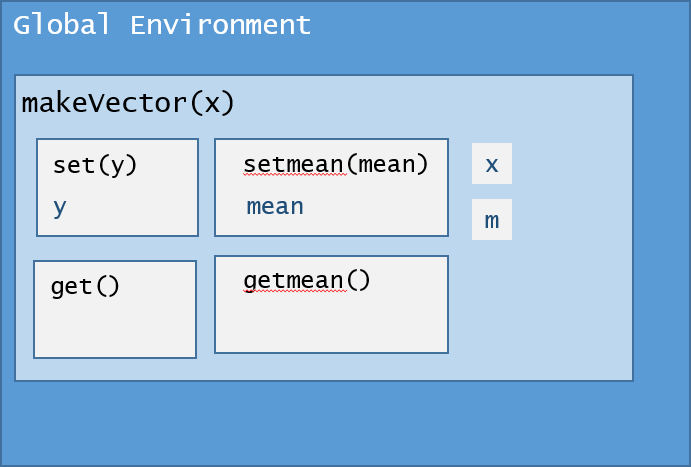 Global Environment
makeVector(x)
set(y)
y
setmean(mean)
mean
x
m
get()
getmean()